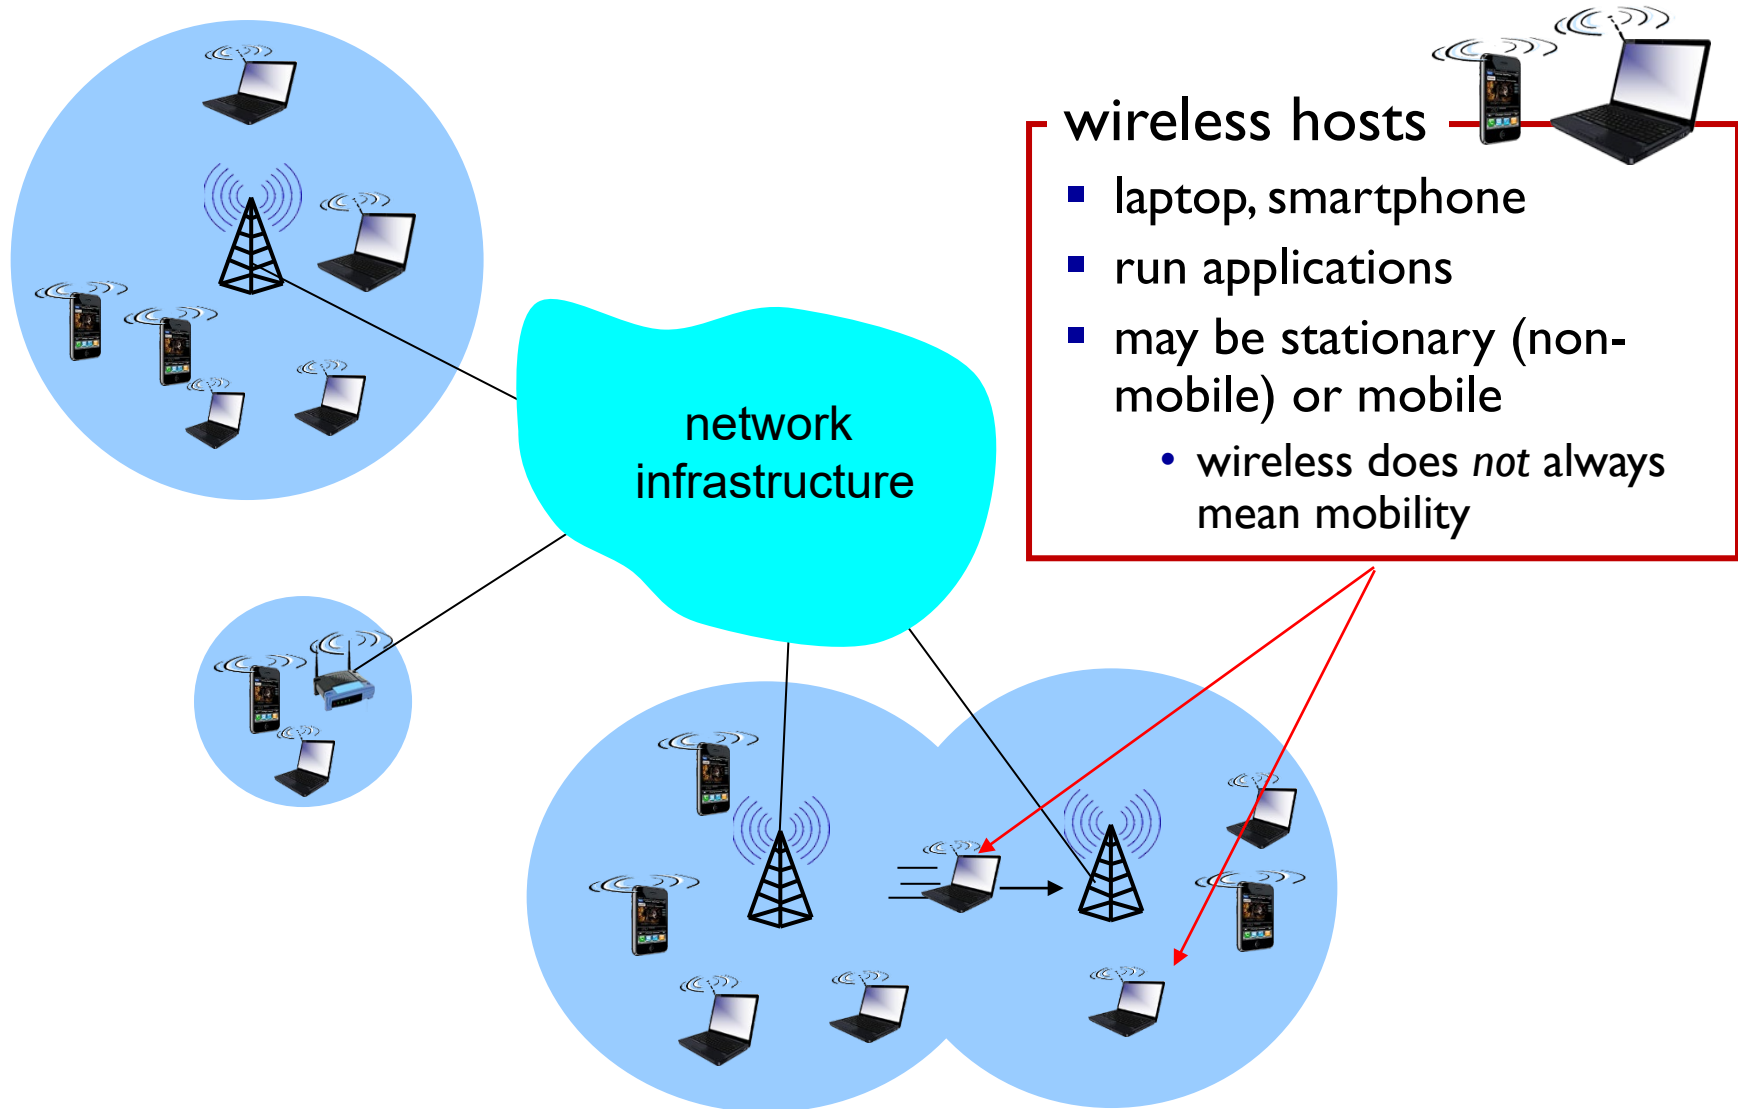 wireless hosts
▪ laptop, smartphone
▪ run applications
▪ may be stationary (non-
mobile) or mobile
• wireless does not always
mean mobility
network
infrastructure